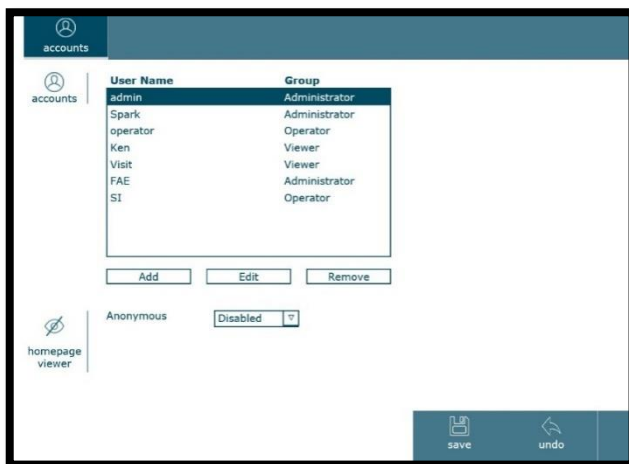 accounts
accounts
User Name Group
admin Administrator
Spark Administrator
operator Operator
Ken Viewer
Visit Viewer
FAE Administrator
SI Operator
Add Edit Remove
Anonymous Disabled
homepage
viewer
save undo